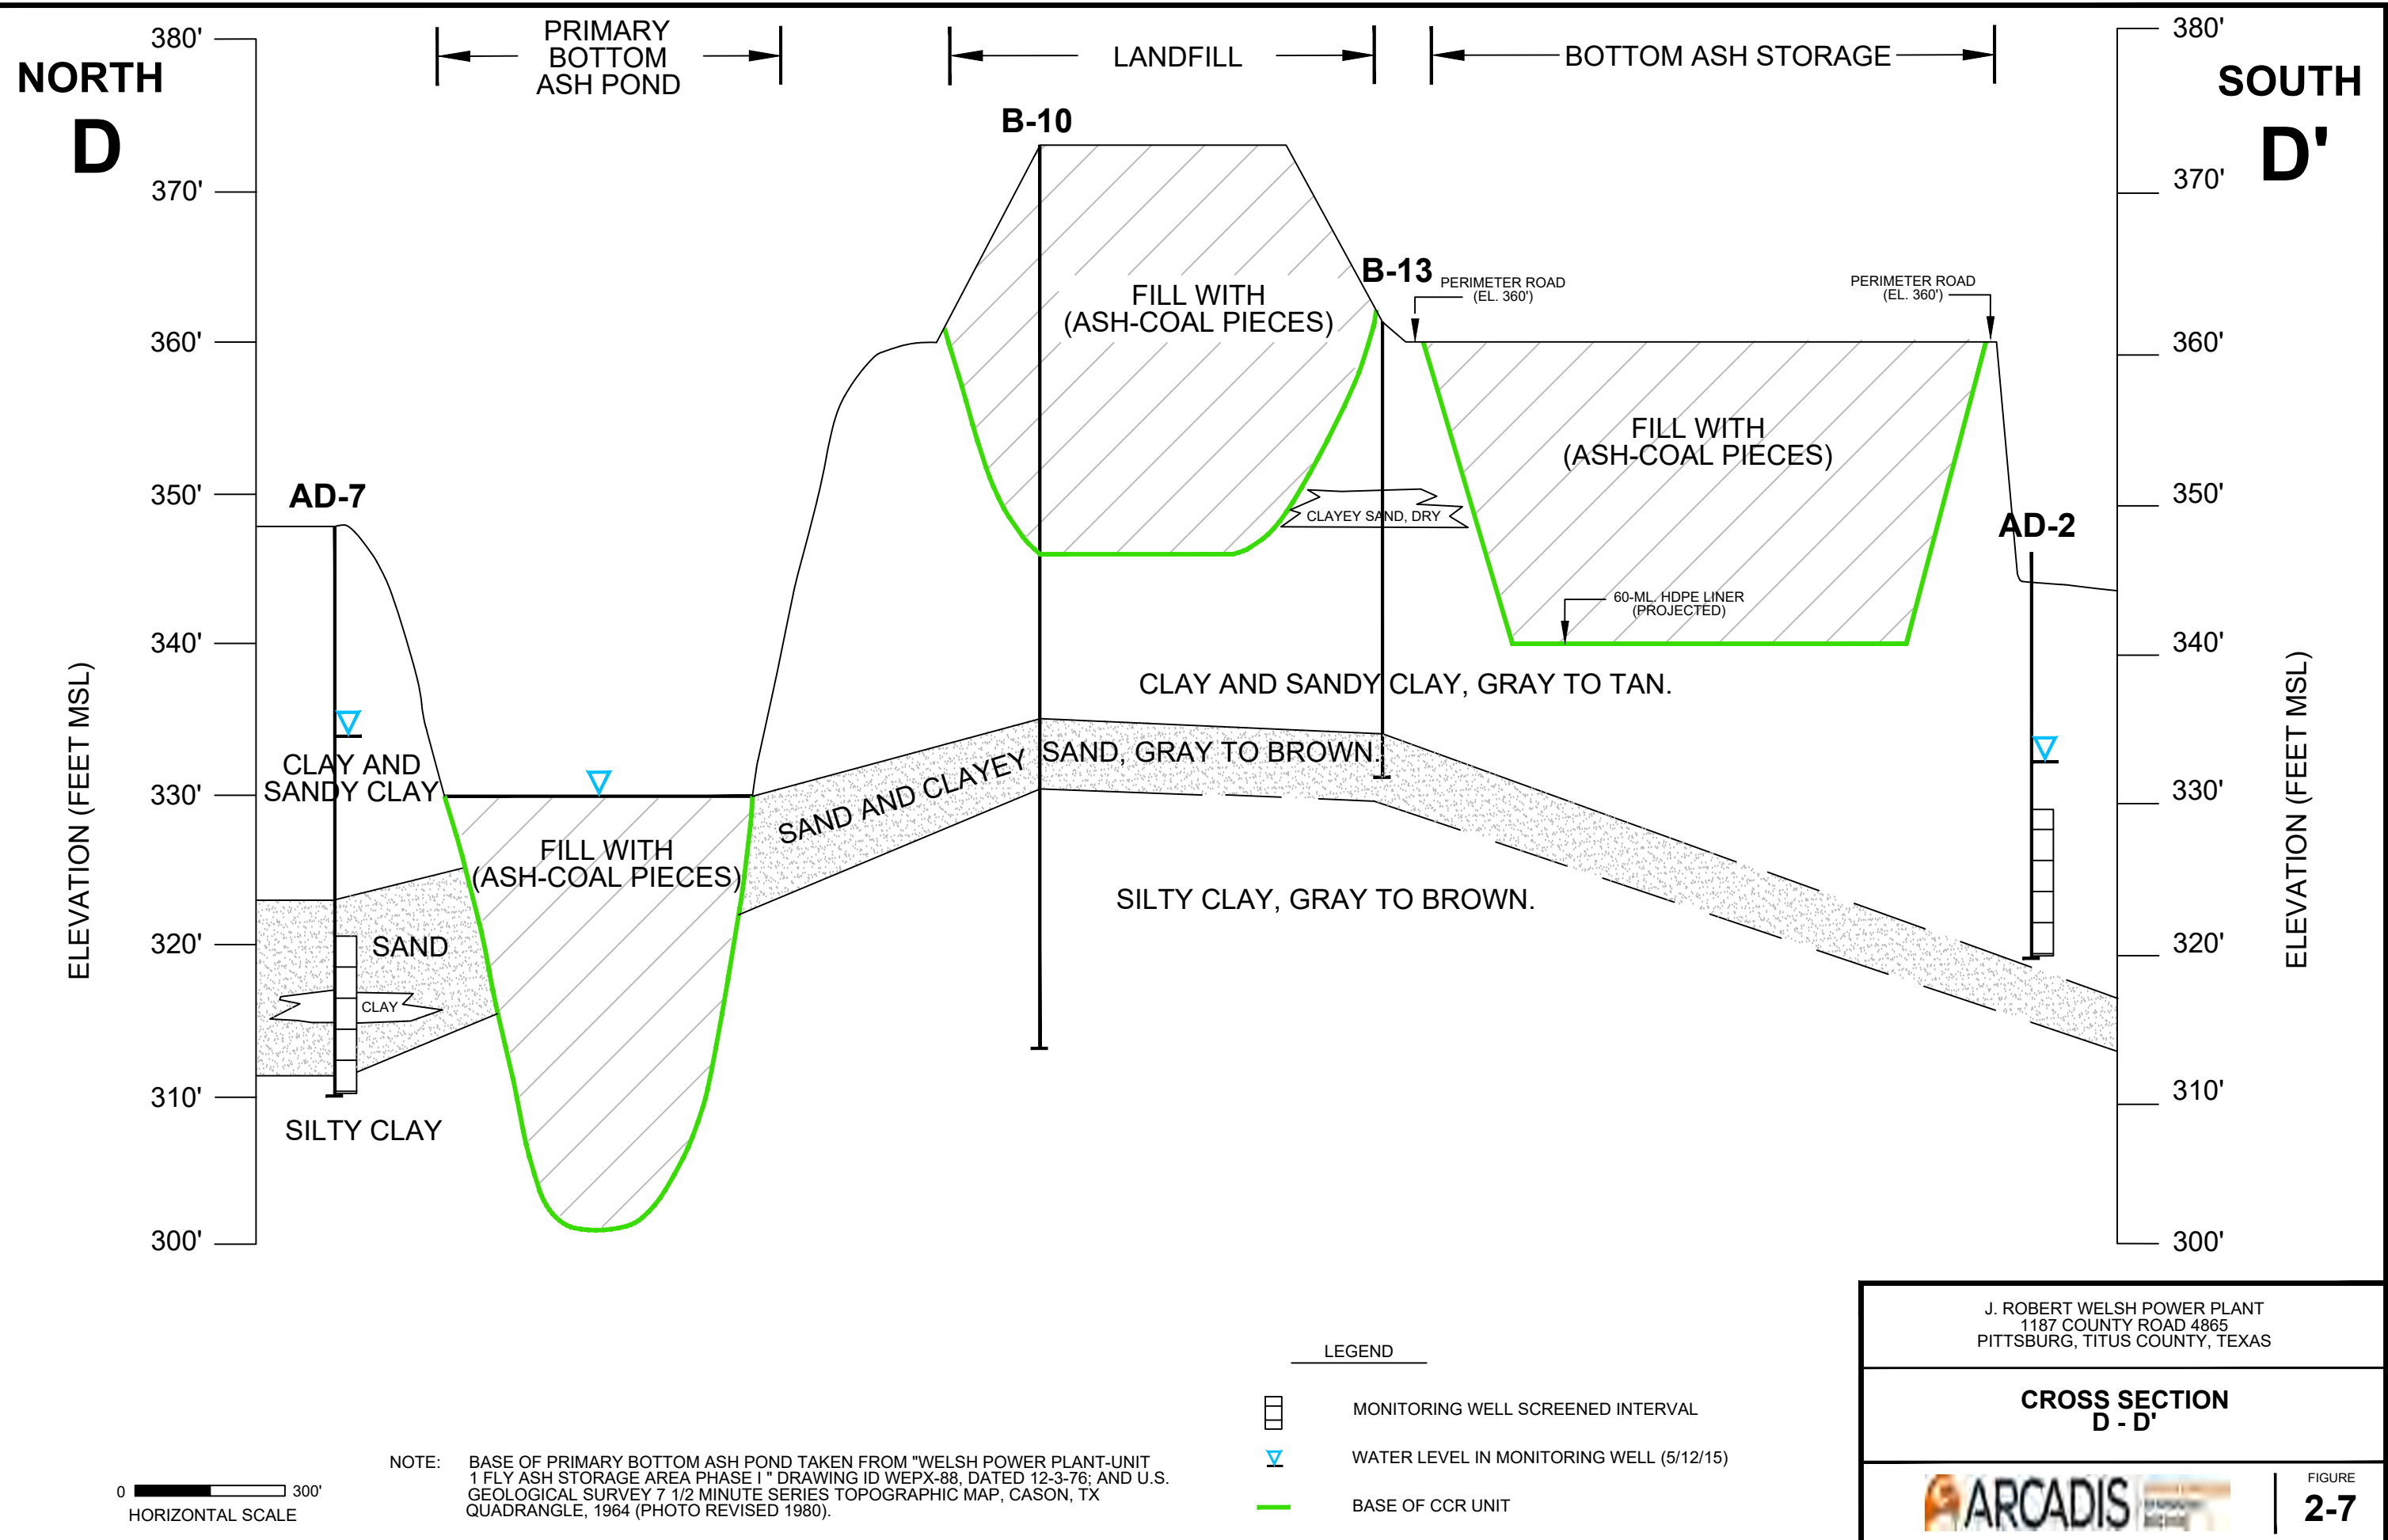 NORTH
D
PRIMARY
BOTTOM
ASH POND
LANDFILL
BOTTOM ASH STORAGE
SOUTH
D'
380'
370'
360'
350'
340'
330'
320'
310'
300'
ELEVATION (FEET MSL)
380'
370'
360'
350'
340'
330'
320'
310'
300'
ELEVATION (FEET MSL)
B-10
B-13
AD-7
AD-2
PERIMETER ROAD
(EL. 360')
PERIMETER ROAD
(EL. 360')
FILL WITH
(ASH-COAL PIECES)
FILL WITH
(ASH-COAL PIECES)
CLAYEY SAND, DRY
60-ML. HDPE LINER
(PROJECTED)
CLAY AND SANDY CLAY, GRAY TO TAN.
CLAY AND
SANDY CLAY
SAND AND CLAYEY SAND, GRAY TO BROWN.
FILL WITH
(ASH-COAL PIECES)
SILTY CLAY, GRAY TO BROWN.
SAND
CLAY
SILTY CLAY
LEGEND
MONITORING WELL SCREENED INTERVAL
WATER LEVEL IN MONITORING WELL (5/12/15)
BASE OF CCR UNIT
NOTE: BASE OF PRIMARY BOTTOM ASH POND TAKEN FROM "WELSH POWER PLANT-UNIT
1 FLY ASH STORAGE AREA PHASE I " DRAWING ID WEPX-88, DATED 12-3-76; AND U.S.
GEOLOGICAL SURVEY 7 1/2 MINUTE SERIES TOPOGRAPHIC MAP, CASON, TX
QUADRANGLE, 1964 (PHOTO REVISED 1980).
0 300'
HORIZONTAL SCALE
J. ROBERT WELSH POWER PLANT
1187 COUNTY ROAD 4865
PITTSBURG, TITUS COUNTY, TEXAS
CROSS SECTION
D - D'
ARCADIS
FIGURE
2-7